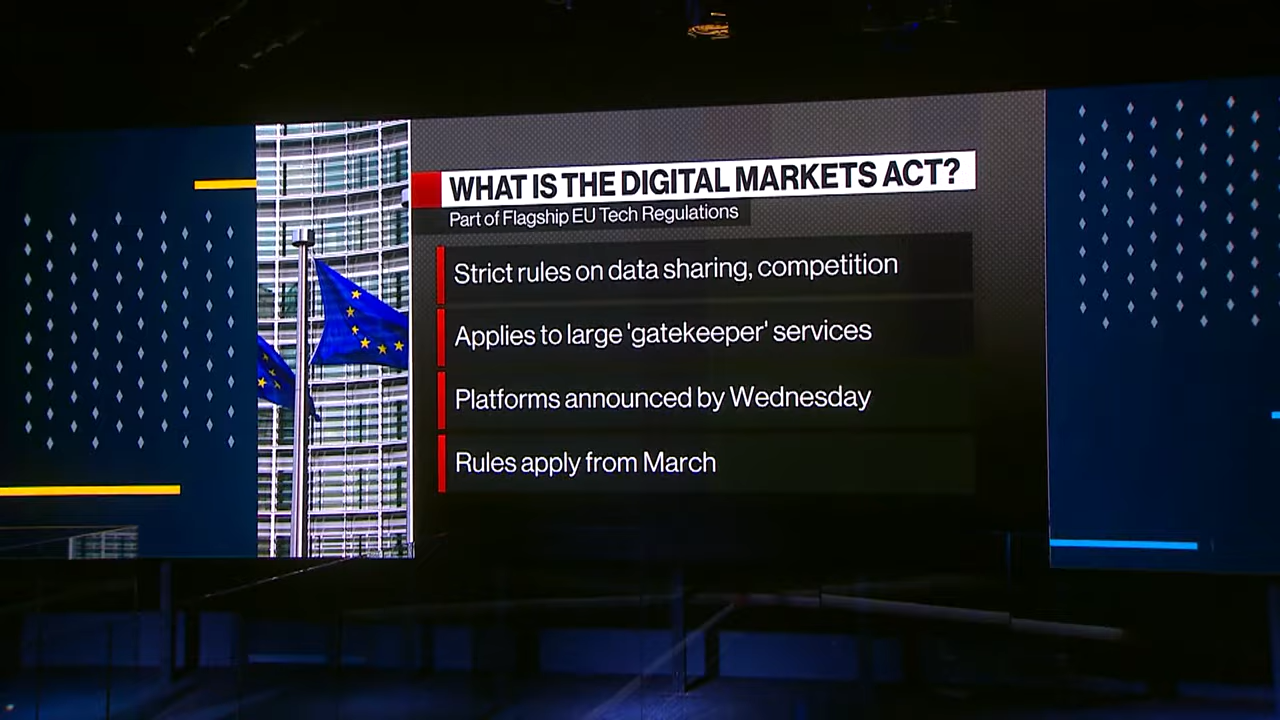 WHAT IS THE DIGITAL MARKETS ACT?
Part of Flagship EU Tech Regulations
Strict rules on data sharing, competition
Applies to large 'gatekeeper' services
Platforms announced by Wednesday
Rules apply from March